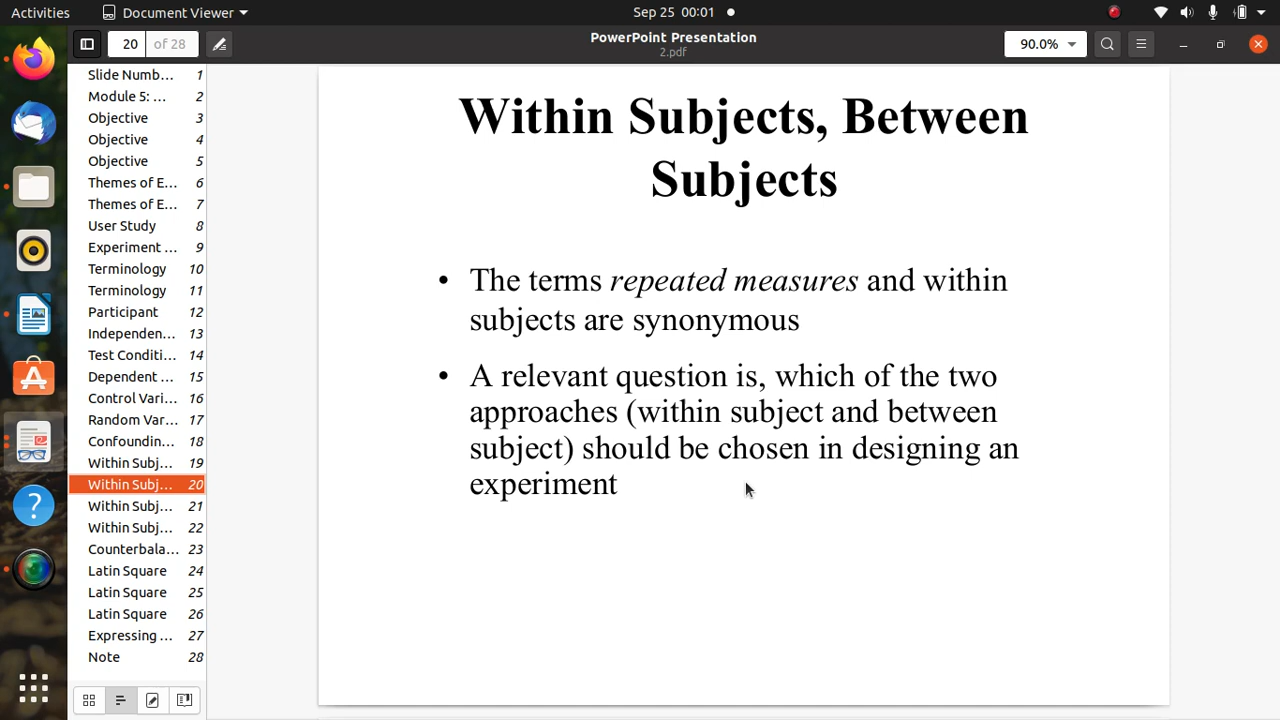 Activities
Document Viewer
Sep 25 00:01
20
of 28
PowerPoint Presentation
2.pdf
90.0%
Slide Numb... 1
Module 5: ... 2
Objective 3
Objective 4
Objective 5
Themes of E... 6
Themes of E... 7
User Study 8
Experiment ... 9
Terminology 10
Terminology 11
Participant 12
Independen... 13
Test Conditi... 14
Dependent ... 15
Control Vari... 16
Random Var... 17
Confoundin... 18
Within Subj... 19
Within Subj... 20
Within Subj... 21
Within Subj... 22
Counterbala... 23
Latin Square 24
Latin Square 25
Latin Square 26
Expressing ... 27
Note 28
Within Subjects, Between
Subjects
• The terms repeated measures and within
subjects are synonymous
• A relevant question is, which of the two
approaches (within subject and between
subject) should be chosen in designing an
experiment